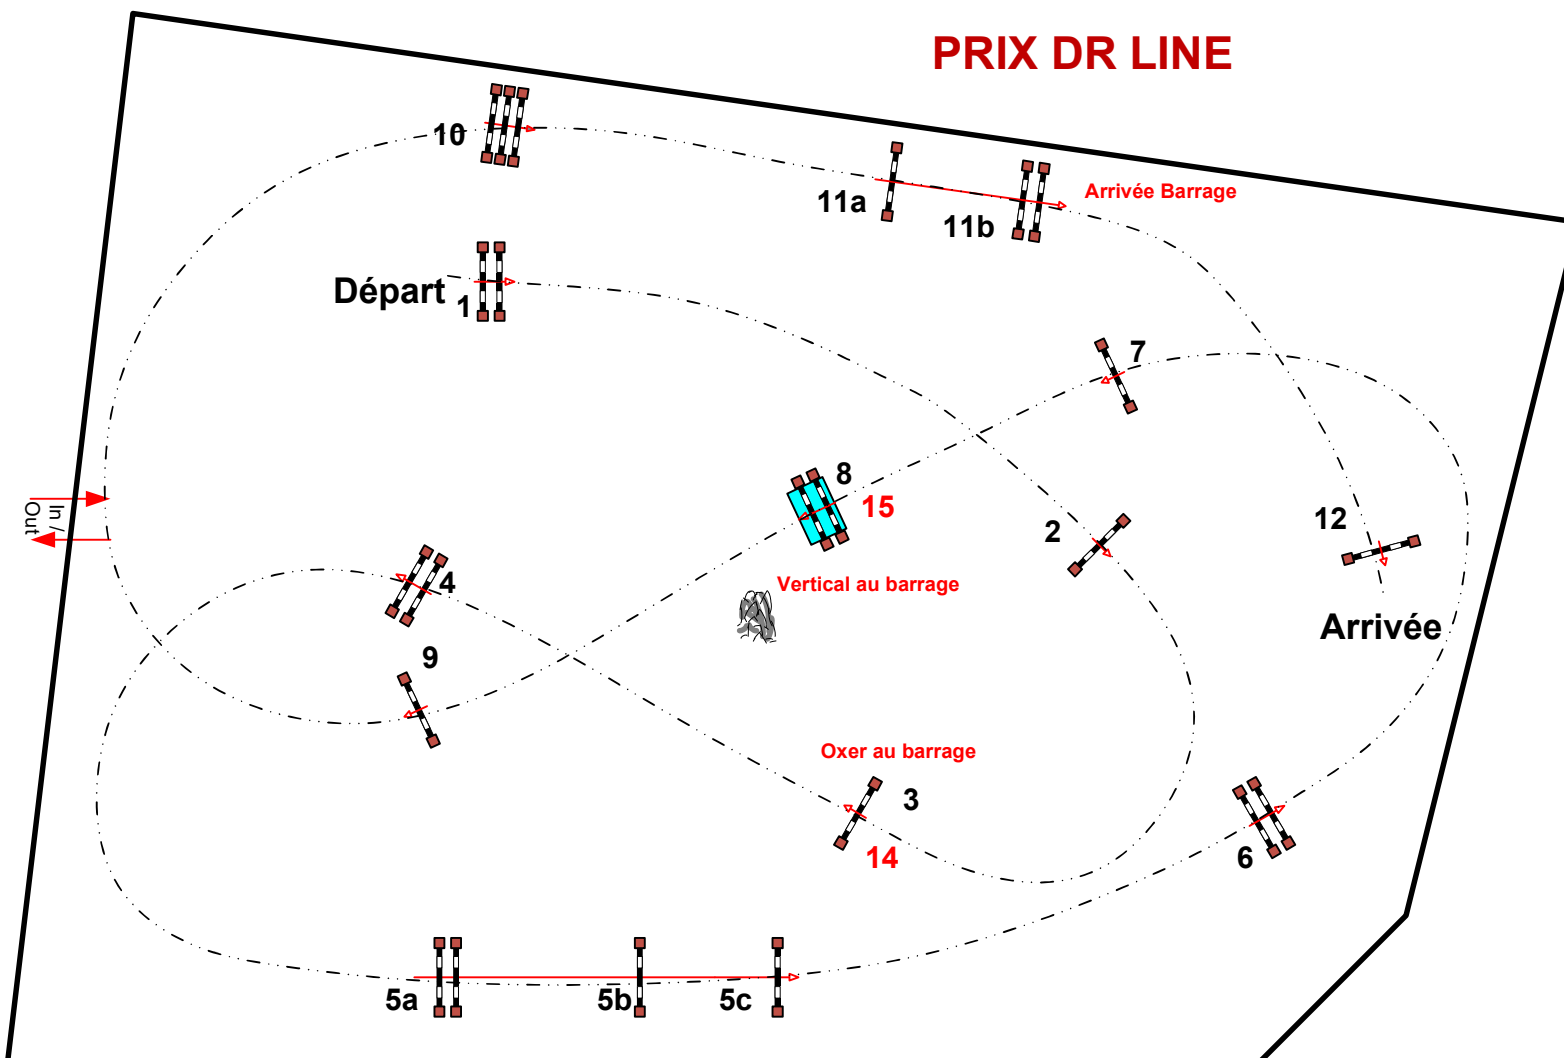 PRIX DR LINE
10
11a
11b
Arrivée Barrage
Départ
1
7
8
15
In /
Out
2
12
4
Vertical au barrage
Arrivée
9
Oxer au barrage
3
14
6
5a
5b
5c